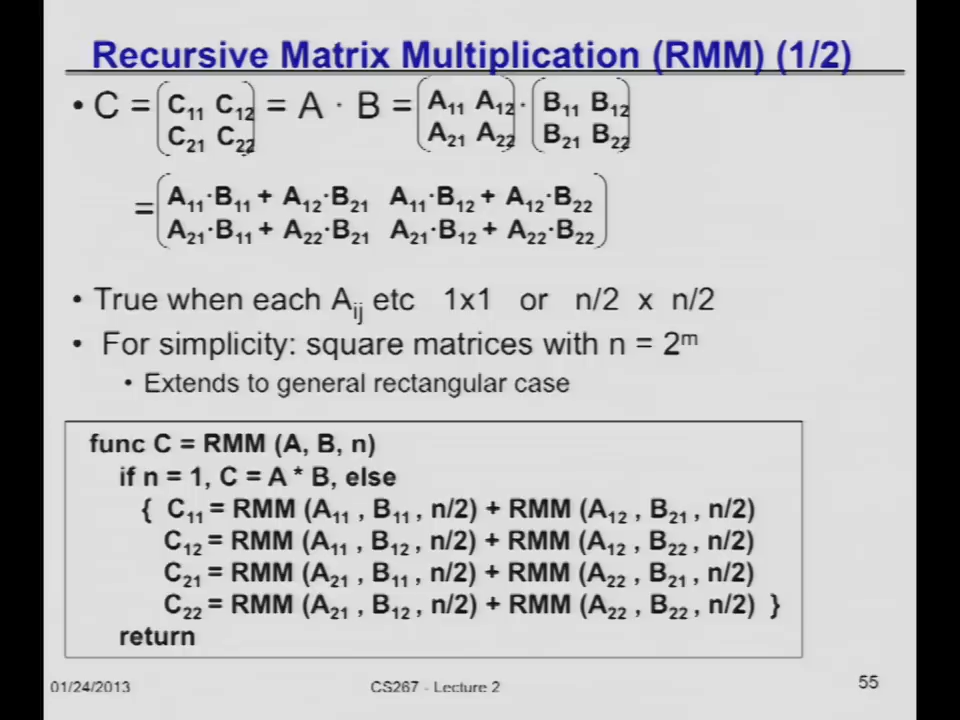 Recursive Matrix Multiplication (RMM) (1/2)
• C = (C11 C12 = A · B = (A11 A12 · (B11 B12
C21 C22 A21 A22 B21 B22
= (A11·B11 + A12·B21 A11·B12 + A12·B22
A21·B11 + A22·B21 A21·B12 + A22·B22)
• True when each Aij etc 1x1 or n/2 x n/2
• For simplicity: square matrices with n = 2^m
• Extends to general rectangular case
func C = RMM (A, B, n)
if n = 1, C = A * B, else
{ C11 = RMM (A11 , B11 , n/2) + RMM (A12 , B21 , n/2)
C12 = RMM (A11 , B12 , n/2) + RMM (A12 , B22 , n/2)
C21 = RMM (A21 , B11 , n/2) + RMM (A22 , B21 , n/2)
C22 = RMM (A21 , B12 , n/2) + RMM (A22 , B22 , n/2) }
return
01/24/2013 CS267 - Lecture 2 55